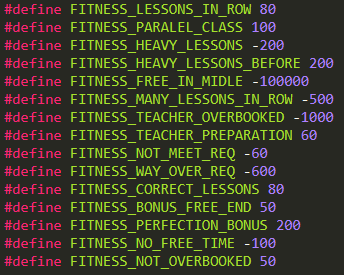 #define FITNESS_LESSONS_IN_ROW 80
#define FITNESS_PARALEL_CLASS 100
#define FITNESS_HEAVY_LESSONS -200
#define FITNESS_HEAVY_LESSONS_BEFORE 200
#define FITNESS_FREE_IN_MIDLE -100000
#define FITNESS_MANY_LESSONS_IN_ROW -500
#define FITNESS_TEACHER_OVERBOOKED -1000
#define FITNESS_TEACHER_PREPARATION 60
#define FITNESS_NOT_MEET_REQ -60
#define FITNESS_WAY_OVER_REQ -600
#define FITNESS_CORRECT_LESSONS 80
#define FITNESS_BONUS_FREE_END 50
#define FITNESS_PERFECTION_BONUS 200
#define FITNESS_NO_FREE_TIME -100
#define FITNESS_NOT_OVERBOOKED 50